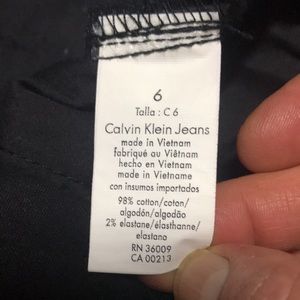 6
Talla : C 6
Calvin Klein Jeans
made in Vietnam
fabriqué au Viêtnam
hecho en Vietnam
made in Vietname
con insumos importados
98% cotton/coton/
algodón/algodão
2% elastane/élasthanne/
elastano
RN 36009
CA 00213